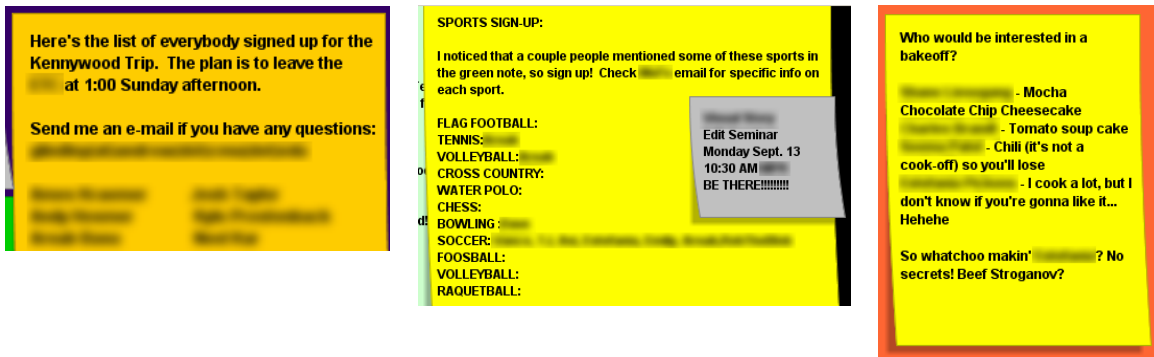 Here's the list of everybody signed up for the
Kennywood Trip. The plan is to leave the
at 1:00 Sunday afternoon.
Send me an e-mail if you have any questions:
SPORTS SIGN-UP:
I noticed that a couple people mentioned some of these sports in
the green note, so sign up! Check email for specific info on
each sport.
FLAG FOOTBALL:
TENNIS:
VOLLEYBALL:
CROSS COUNTRY:
WATER POLO:
CHESS:
BOWLING :
SOCCER:
FOOSBALL:
VOLLEYBALL:
RAQUETBALL:
Edit Seminar
Monday Sept. 13
10:30 AM
BE THERE!!!!!!!!!
Who would be interested in a
bakeoff?
- Mocha
Chocolate Chip Cheesecake
- Tomato soup cake
- Chili (it's not a
cook-off) so you'll lose
- I cook a lot, but I
don't know if you're gonna like it...
Hehehe
So whatchoo makin' ? No
secrets! Beef Stroganov?